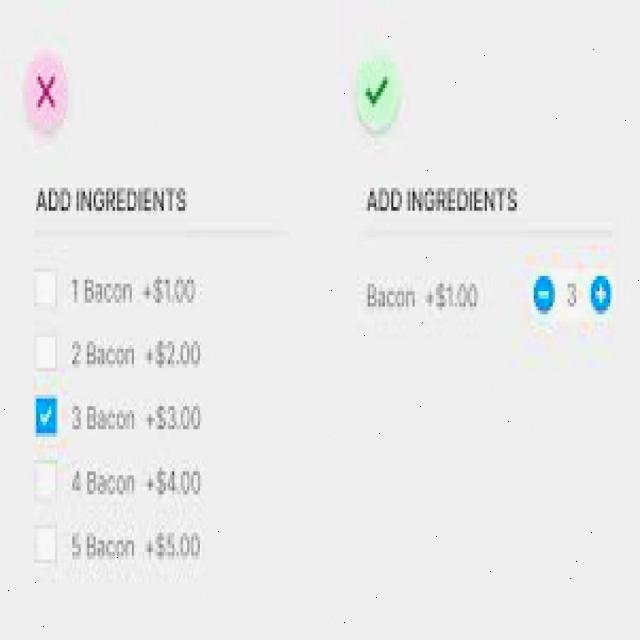 ADD INGREDIENTS
1 Bacon +$1.00
2 Bacon +$2.00
3 Bacon +$3.00
4 Bacon +$4.00
5 Bacon +$5.00
ADD INGREDIENTS
Bacon +$1.00 3